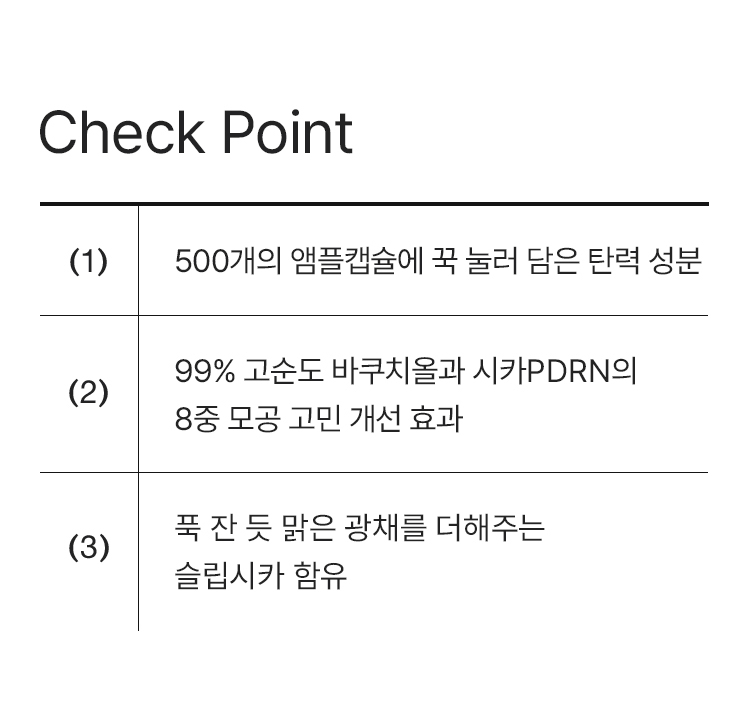 Check Point
(1)
500개의 앰플캡슐에 꾹 눌러 담은 탄력 성분
(2)
99% 고순도 바쿠치올과 시카PDRN의
8중 모공 고민 개선 효과
(3)
푹 잔 듯 맑은 광채를 더해주는
슬립시카 함유